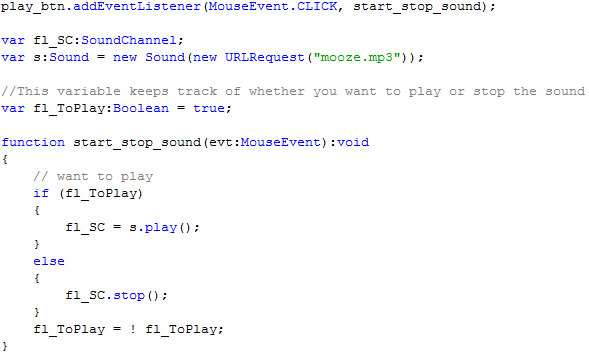 play_btn.addEventListener(MouseEvent.CLICK, start_stop_sound);
var fl_SC:SoundChannel;
var s:Sound = new Sound(new URLRequest("mooze.mp3"));
//This variable keeps track of whether you want to play or stop the sound
var fl_ToPlay:Boolean = true;
function start_stop_sound(evt:MouseEvent):void
{
    // want to play
    if (fl_ToPlay)
    {
        fl_SC = s.play();
    }
    else
    {
        fl_SC.stop();
    }
    fl_ToPlay = ! fl_ToPlay;
}